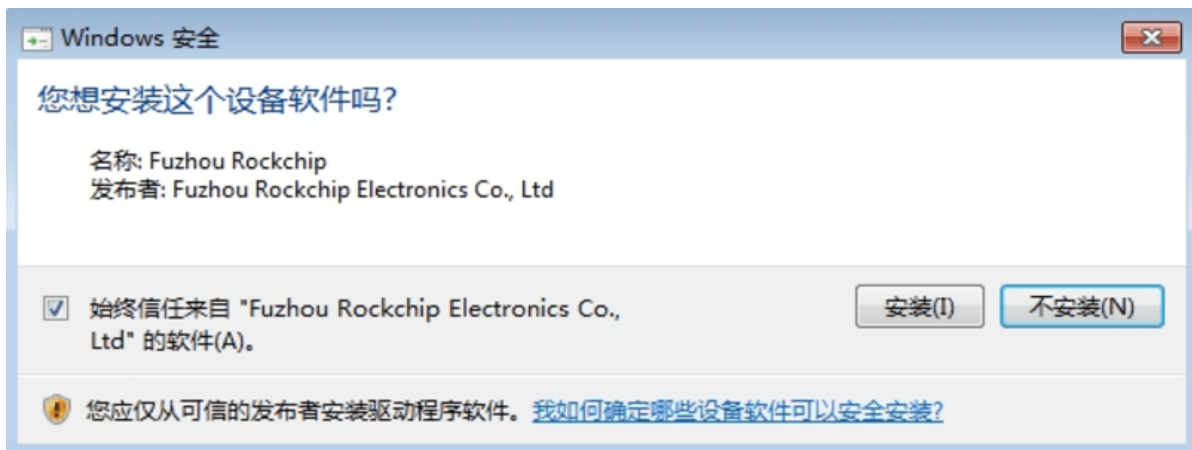 Windows 安全
您想安装这个设备软件吗?
名称: Fuzhou Rockchip
发布者: Fuzhou Rockchip Electronics Co., Ltd
始终信任来自 "Fuzhou Rockchip Electronics Co.,
Ltd" 的软件(A)。
安装(I)
不安装(N)
您应仅从可信的发布者安装驱动程序软件。我如何确定哪些设备软件可以安全安装?